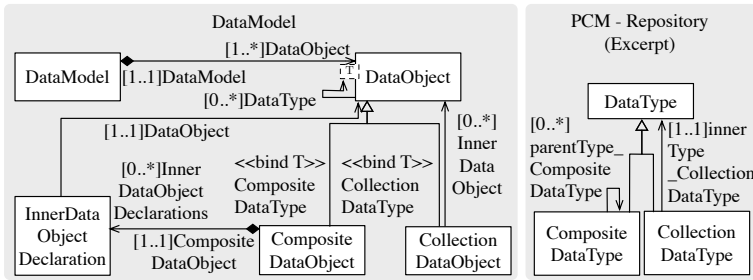 DataModel
[1..*]DataObject
DataModel
[1..1]DataModel
T
DataObject
[0..*]DataType
[1..1]DataObject
[0..*]Inner
DataObject
Declarations
<<bind T>>
Composite
DataType
<<bind T>>
Collection
DataType
[0..*]
Inner
Data
Object
InnerData
Object
Declaration
[1..1]Composite
DataObject
Composite
DataObject
Collection
DataObject
PCM - Repository
(Excerpt)
DataType
[0..*]
parentType_
Composite
DataType
[1..1]inner
Type
_Collection
DataType
Composite
DataType
Collection
DataType